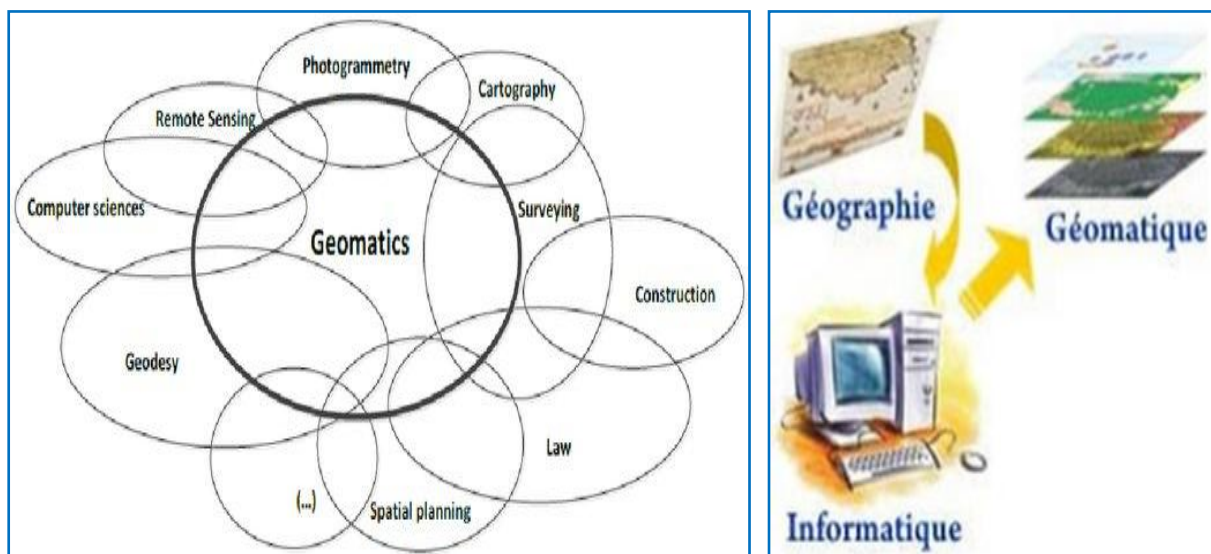 Photogrammetry
Cartography
Remote Sensing
Computer sciences
Surveying
Geomatics
Construction
Geodesy
Law
(...)
Spatial planning
Géographie
Géomatique
Informatique